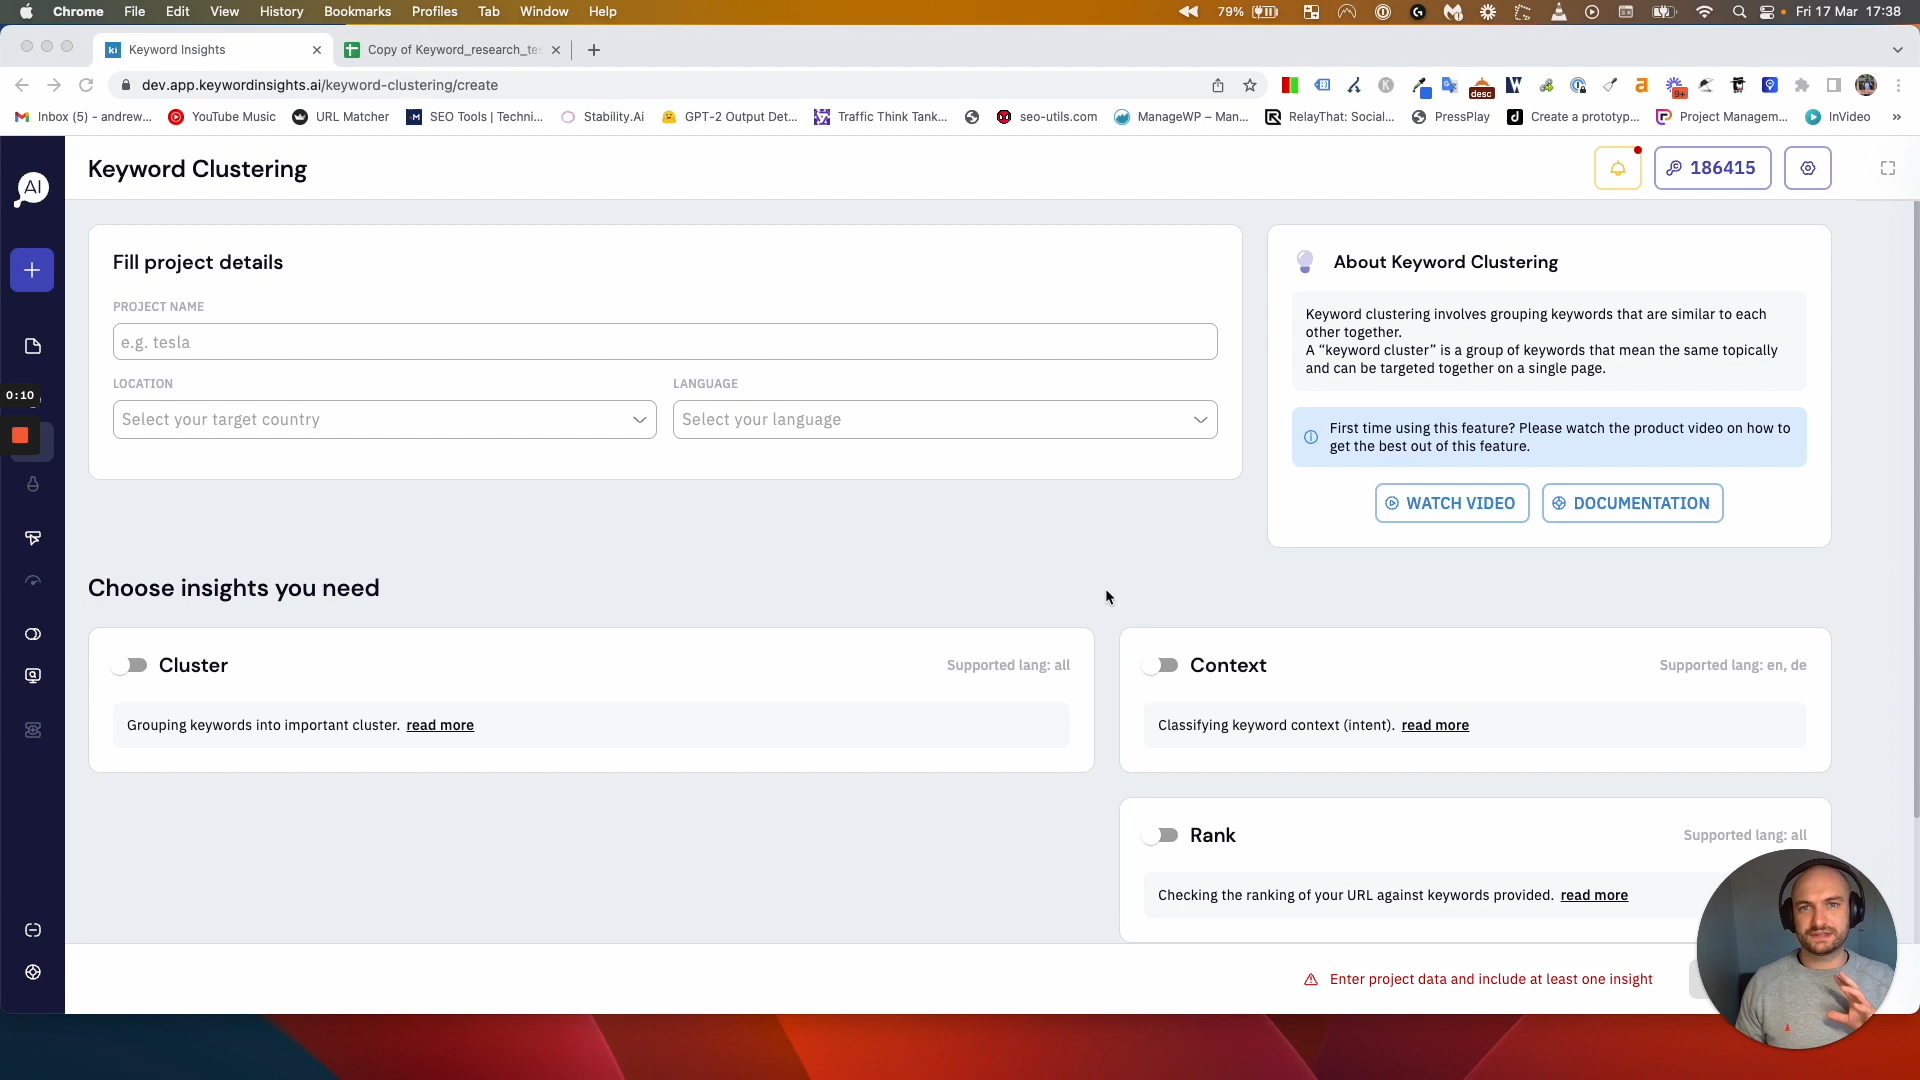 Chrome File Edit View History Bookmarks Profiles Tab Window Help 79% Fri 17 Mar 17:38
Keyword Insights
Copy of Keyword_research_te
dev.app.keywordinsights.ai/keyword-clustering/create
desc
9+
Inbox (5) - andrew...
YouTube Music
URL Matcher
SEO Tools | Techni...
Stability.Ai
GPT-2 Output Det...
Traffic Think Tank...
seo-utils.com
ManageWP – Man...
RelayThat: Social...
PressPlay
Create a prototyp...
Project Managem...
InVideo
»
AI
Keyword Clustering
186415
Fill project details
PROJECT NAME
e.g. tesla
LOCATION
LANGUAGE
Select your target country
Select your language
0:10
About Keyword Clustering
Keyword clustering involves grouping keywords that are similar to each
other together.
A “keyword cluster” is a group of keywords that mean the same topically
and can be targeted together on a single page.
First time using this feature? Please watch the product video on how to
get the best out of this feature.
WATCH VIDEO
DOCUMENTATION
Choose insights you need
Cluster
Supported lang: all
Grouping keywords into important cluster. read more
Context
Supported lang: en, de
Classifying keyword context (intent). read more
Rank
Supported lang: all
Checking the ranking of your URL against keywords provided. read more
Enter project data and include at least one insight